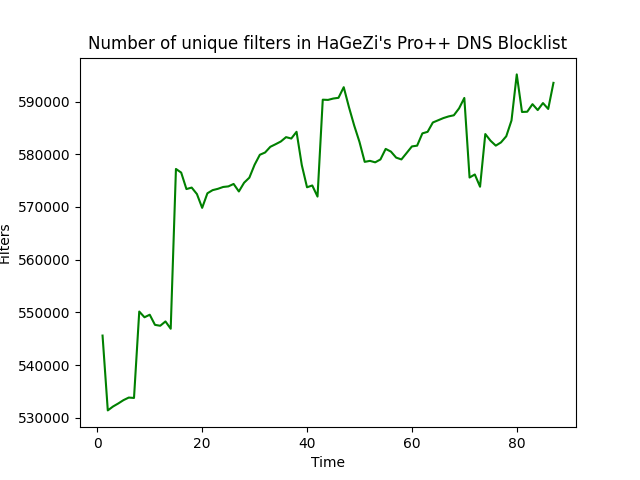 Number of unique filters in HaGeZi's Pro++ DNS Blocklist
590000
580000
570000
560000
550000
540000
530000
Filters
0 20 40 60 80
Time